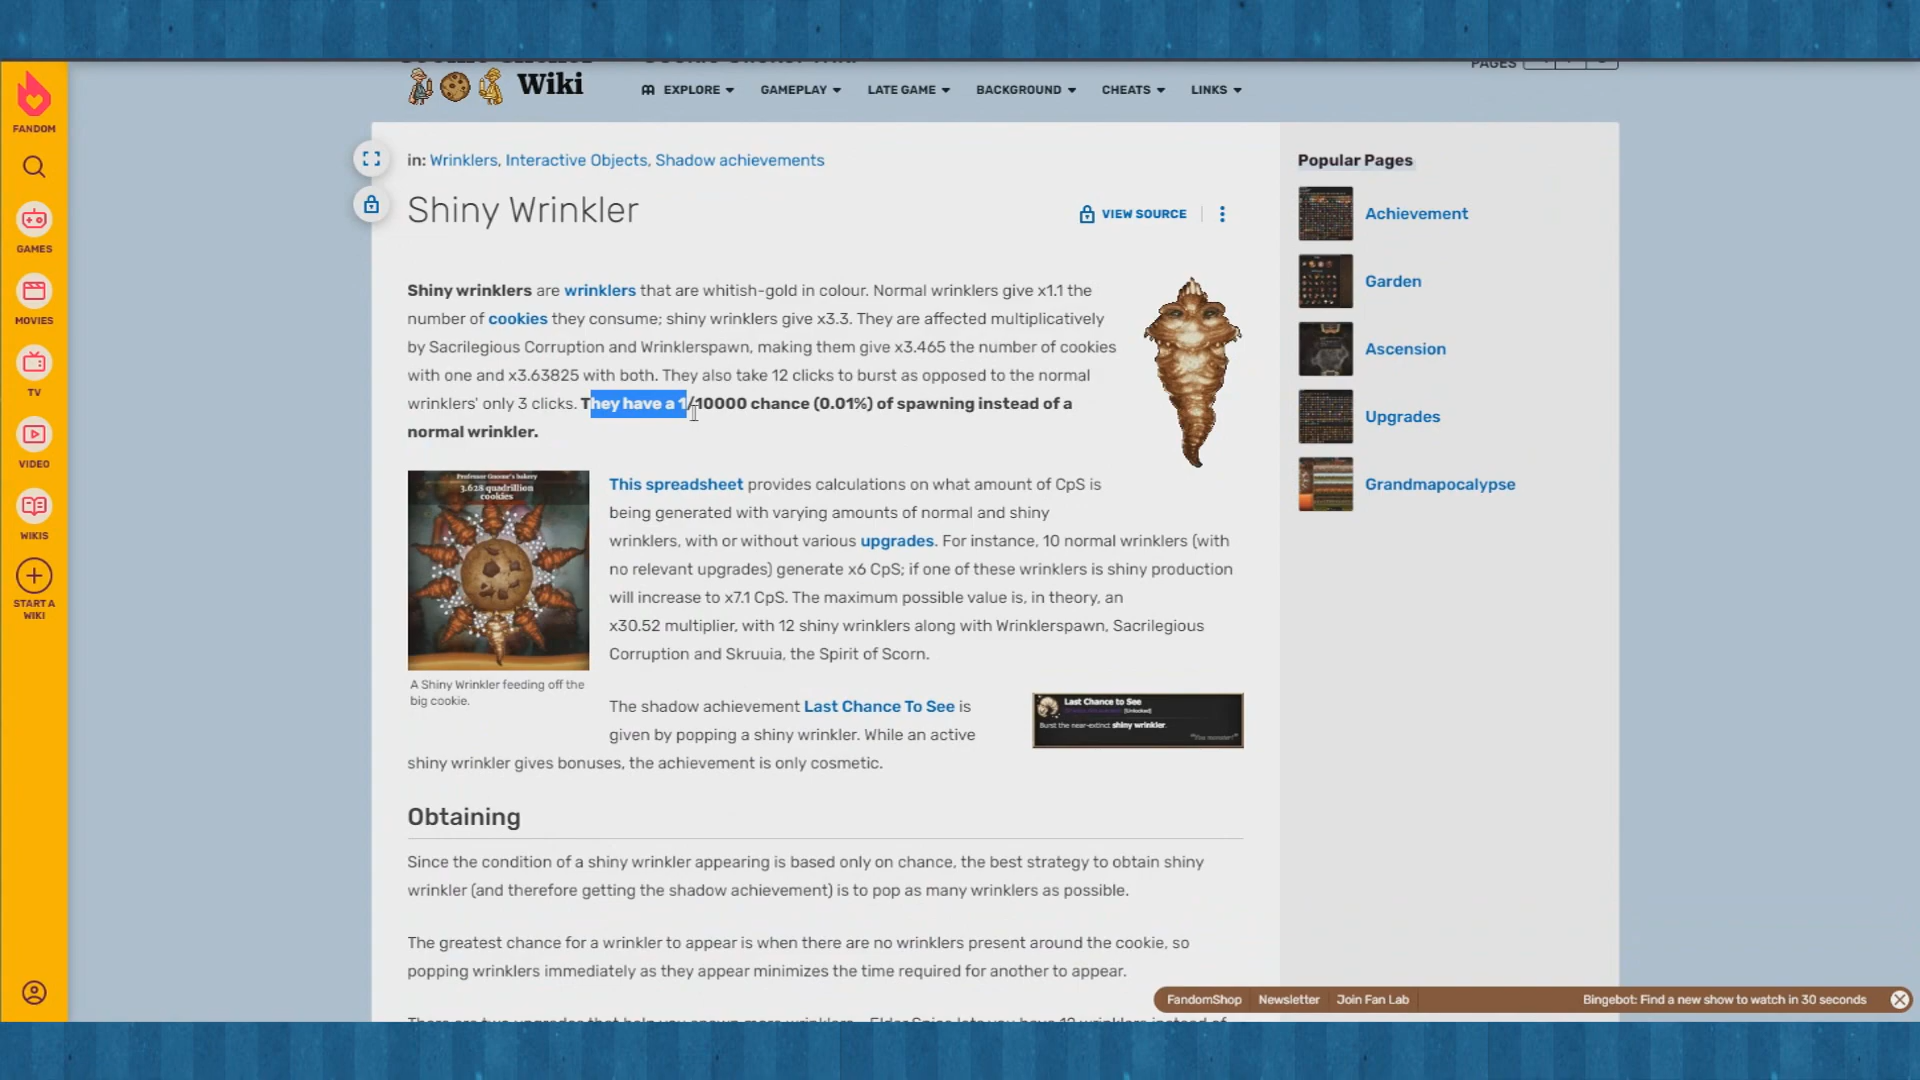 Wiki
EXPLORE
GAMEPLAY
LATE GAME
BACKGROUND
CHEATS
LINKS
PAGES
FANDOM
GAMES
MOVIES
TV
VIDEO
WIKIS
START A
WIKI
in: Wrinklers, Interactive Objects, Shadow achievements
Shiny Wrinkler
VIEW SOURCE
Shiny wrinklers are wrinklers that are whitish-gold in colour. Normal wrinklers give x1.1 the
number of cookies they consume; shiny wrinklers give x3.3. They are affected multiplicatively
by Sacrilegious Corruption and Wrinklerspawn, making them give x3.465 the number of cookies
with one and x3.63825 with both. They also take 12 clicks to burst as opposed to the normal
wrinklers' only 3 clicks. They have a 1/10000 chance (0.01%) of spawning instead of a
normal wrinkler.
Professor Gnome's bakery
3.628 quadrillion
cookies
A Shiny Wrinkler feeding off the
big cookie.
This spreadsheet provides calculations on what amount of CpS is
being generated with varying amounts of normal and shiny
wrinklers, with or without various upgrades. For instance, 10 normal wrinklers (with
no relevant upgrades) generate x6 CpS; if one of these wrinklers is shiny production
will increase to x7.1 CpS. The maximum possible value is, in theory, an
x30.52 multiplier, with 12 shiny wrinklers along with Wrinklerspawn, Sacrilegious
Corruption and Skruuia, the Spirit of Scorn.
The shadow achievement Last Chance To See is
given by popping a shiny wrinkler. While an active
shiny wrinkler gives bonuses, the achievement is only cosmetic.
Last Chance to See
[Unlocked]
Burst the near-extinct shiny wrinkler.
"You monster!"
Obtaining
Since the condition of a shiny wrinkler appearing is based only on chance, the best strategy to obtain shiny
wrinkler (and therefore getting the shadow achievement) is to pop as many wrinklers as possible.
The greatest chance for a wrinkler to appear is when there are no wrinklers present around the cookie, so
popping wrinklers immediately as they appear minimizes the time required for another to appear.
Popular Pages
Achievement
Garden
Ascension
Upgrades
Grandmapocalypse
FandomShop
Newsletter
Join Fan Lab
Bingebot: Find a new show to watch in 30 seconds